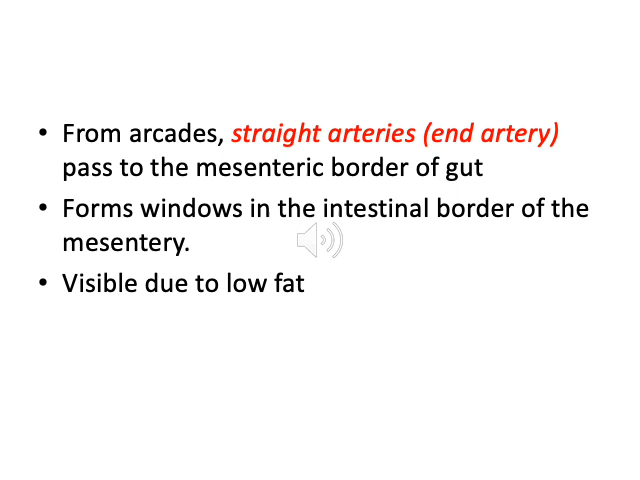 • From arcades, straight arteries (end artery)
pass to the mesenteric border of gut
• Forms windows in the intestinal border of the
mesentery.
• Visible due to low fat